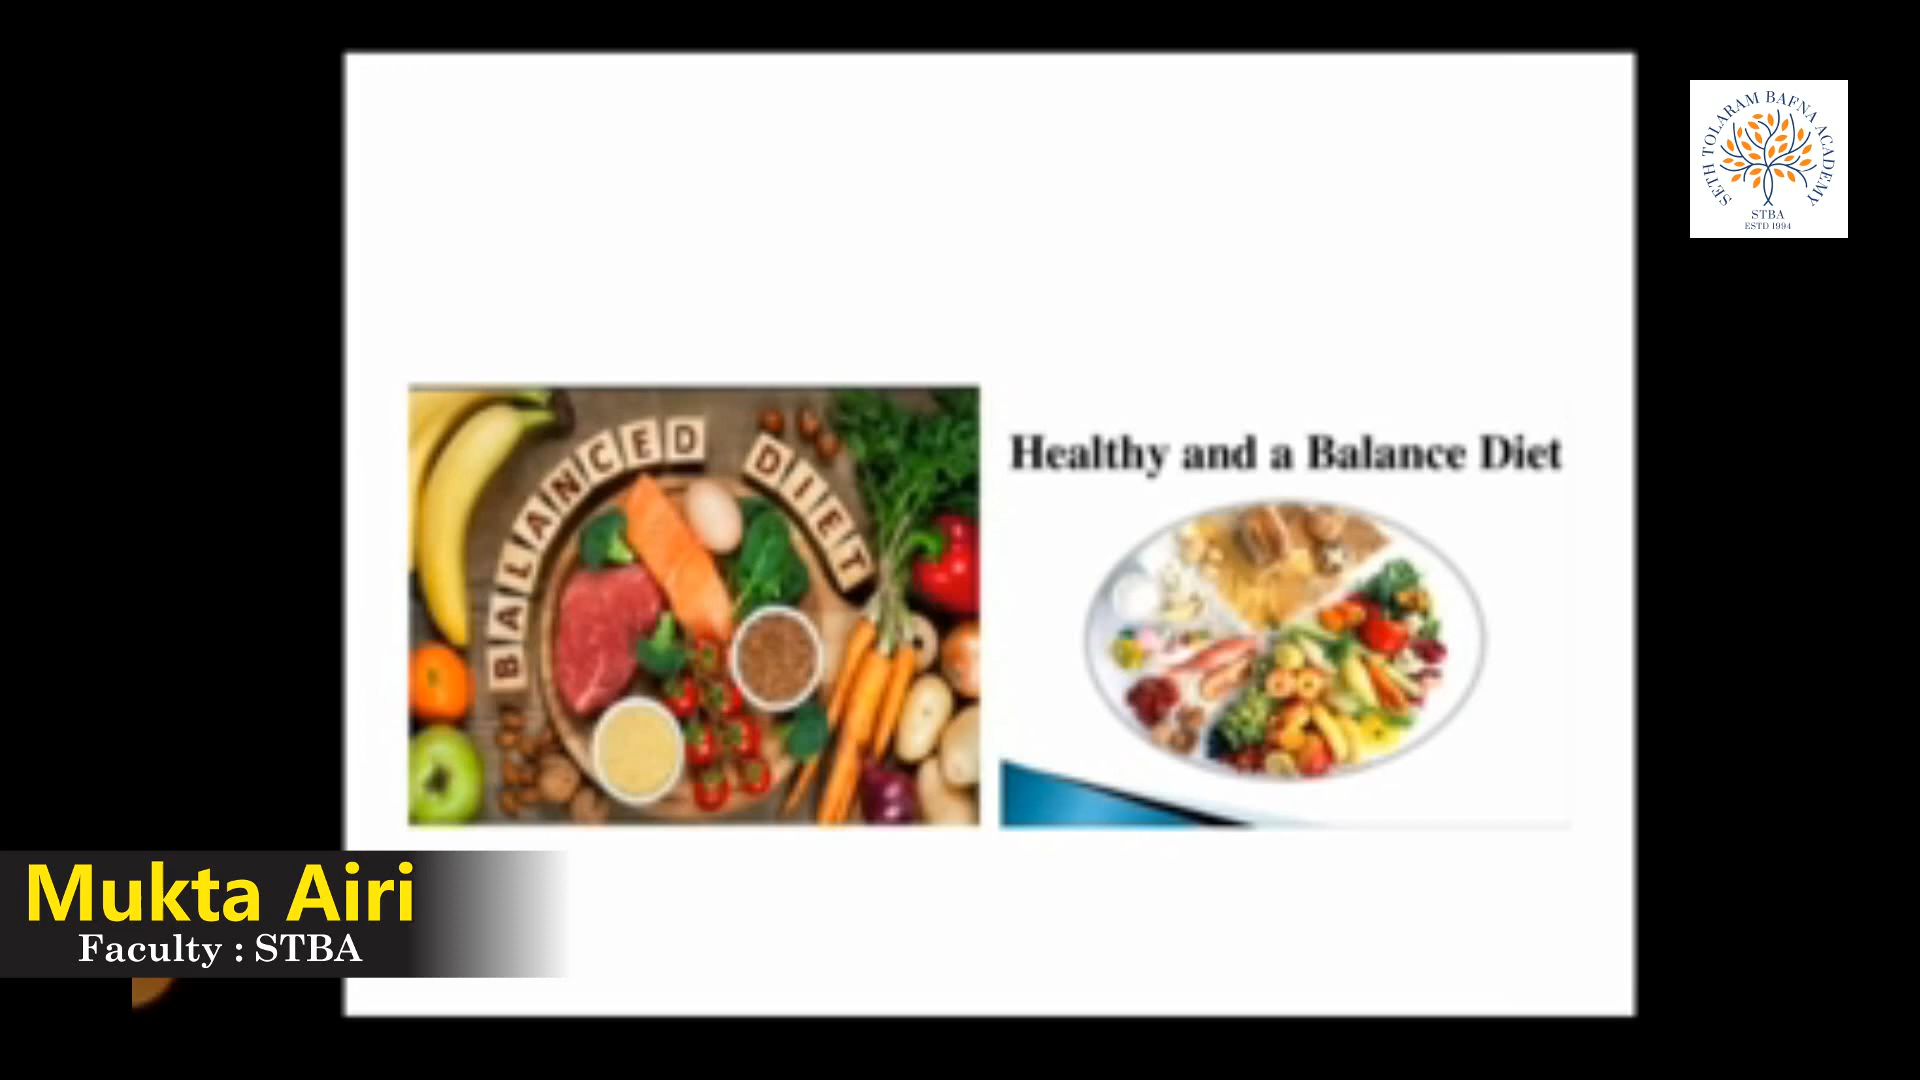 SETH TOLARAM BAFNA ACADEMY
STBA
ESTD 1994
BALANCED DIET
Healthy and a Balance Diet
Mukta Airi
Faculty : STBA